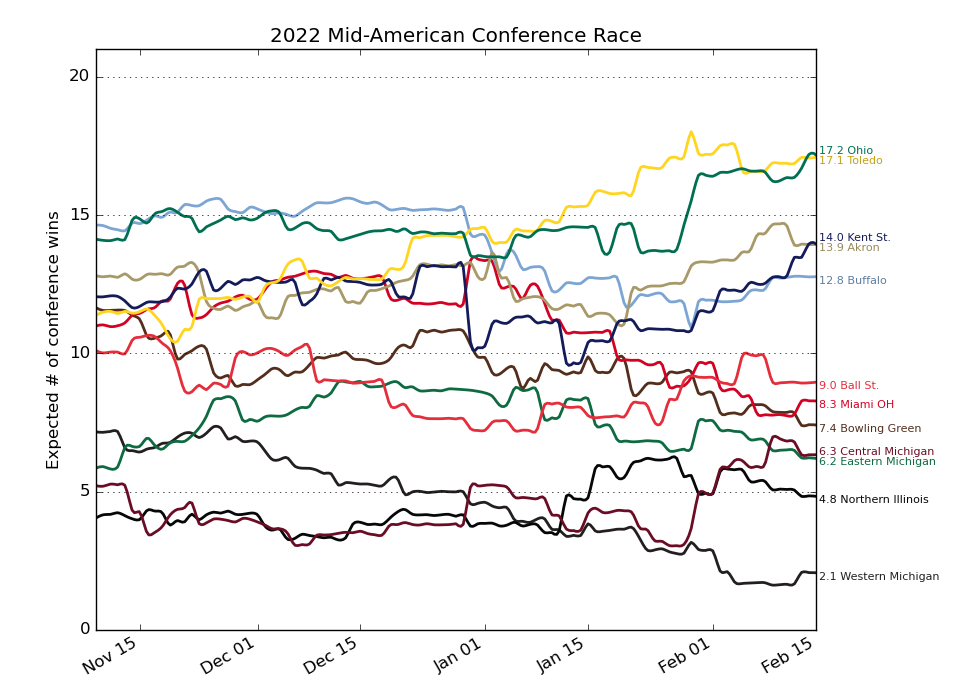 2022 Mid-American Conference Race
Expected # of conference wins
20
15
10
5
0
Nov 15
Dec 01
Dec 15
Jan 01
Jan 15
Feb 01
Feb 15
17.2 Ohio
17.1 Toledo
14.0 Kent St.
13.9 Akron
12.8 Buffalo
9.0 Ball St.
8.3 Miami OH
7.4 Bowling Green
6.3 Central Michigan
6.2 Eastern Michigan
4.8 Northern Illinois
2.1 Western Michigan